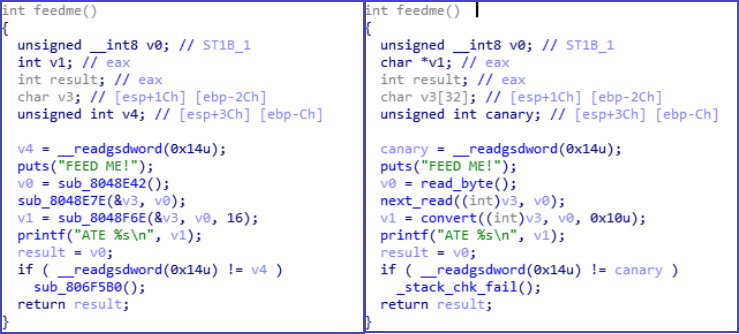 int feedme()
{
  unsigned __int8 v0; // ST1B_1
  int v1; // eax
  int result; // eax
  char v3; // [esp+1Ch] [ebp-2Ch]
  unsigned int v4; // [esp+3Ch] [ebp-Ch]

  v4 = __readgsdword(0x14u);
  puts("FEED ME!");
  v0 = sub_8048E42();
  sub_8048E7E(&v3, v0);
  v1 = sub_8048F6E(&v3, v0, 16);
  printf("ATE %s\n", v1);
  result = v0;
  if ( __readgsdword(0x14u) != v4 )
    sub_806F5B0();
  return result;
}
int feedme()
{
  unsigned __int8 v0; // ST1B_1
  char *v1; // eax
  int result; // eax
  char v3[32]; // [esp+1Ch] [ebp-2Ch]
  unsigned int canary; // [esp+3Ch] [ebp-Ch]

  canary = __readgsdword(0x14u);
  puts("FEED ME!");
  v0 = read_byte();
  next_read((int)v3, v0);
  v1 = convert((int)v3, v0, 0x10u);
  printf("ATE %s\n", v1);
  result = v0;
  if ( __readgsdword(0x14u) != canary )
    _stack_chk_fail();
  return result;
}